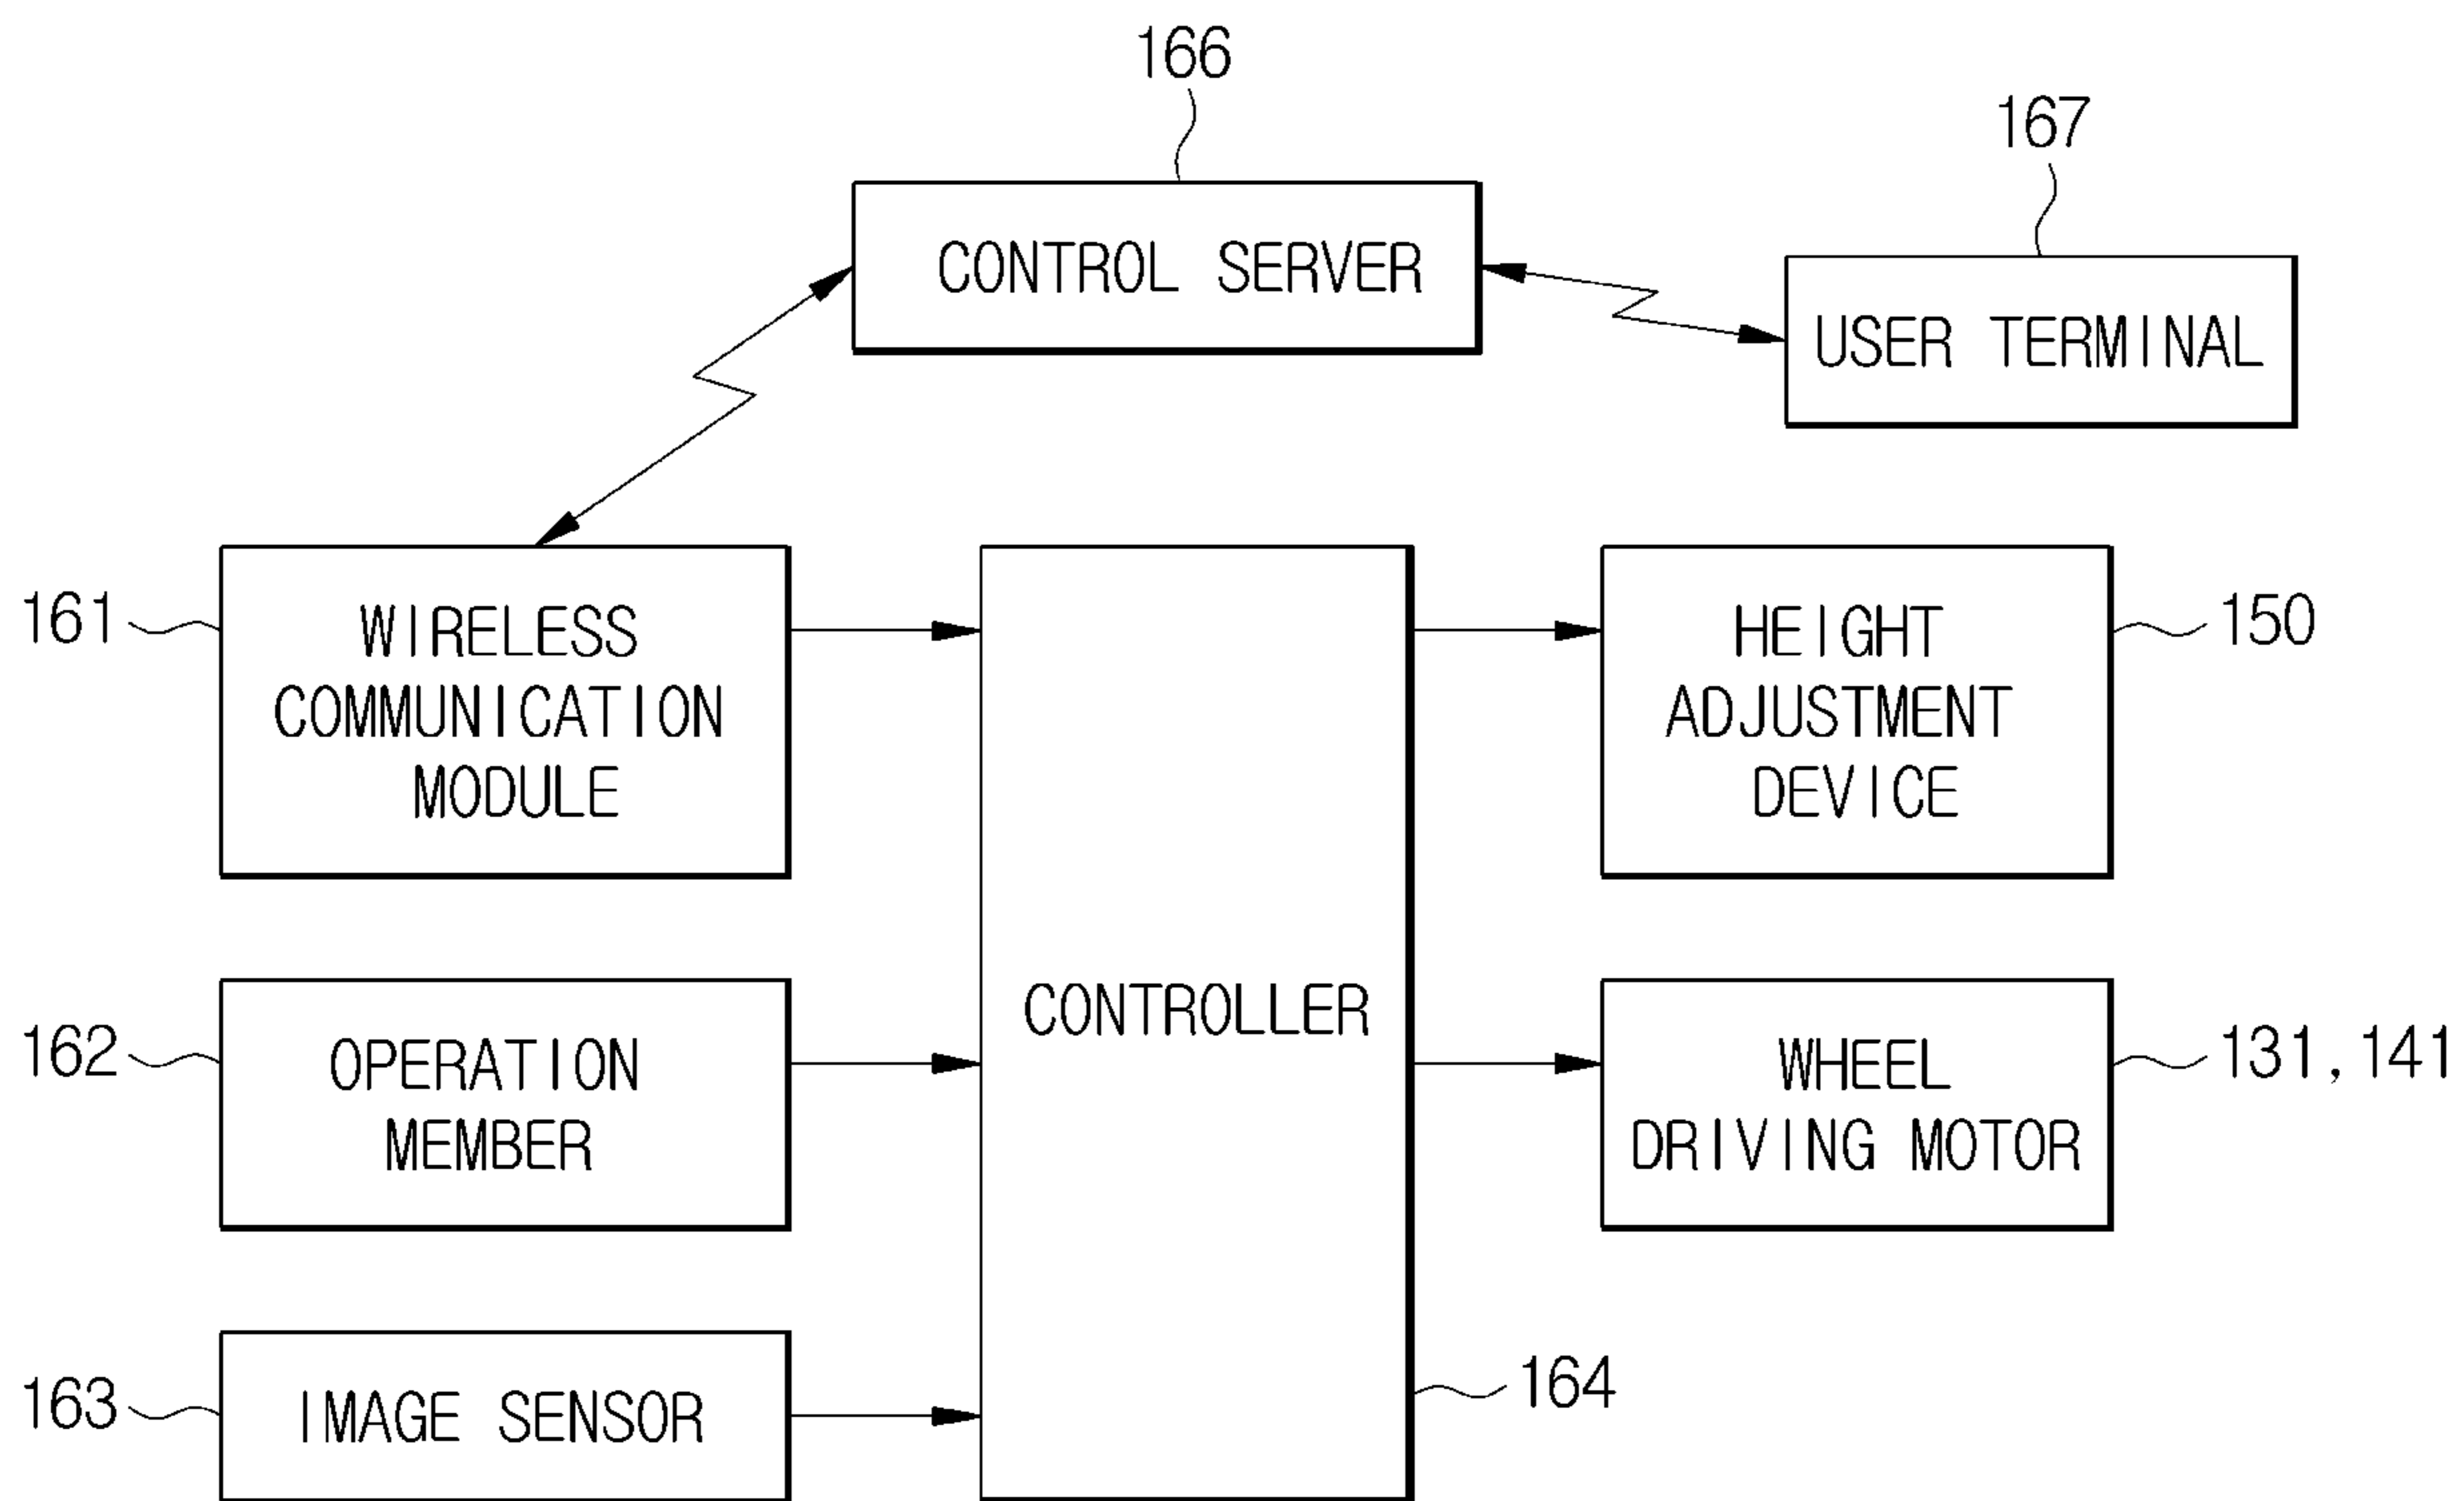 166
167
CONTROL SERVER
USER TERMINAL
161
WIRELESS
COMMUNICATION
MODULE
HEIGHT
ADJUSTMENT
DEVICE
150
CONTROLLER
162
OPERATION
MEMBER
WHEEL
DRIVING MOTOR
131, 141
163
IMAGE SENSOR
164